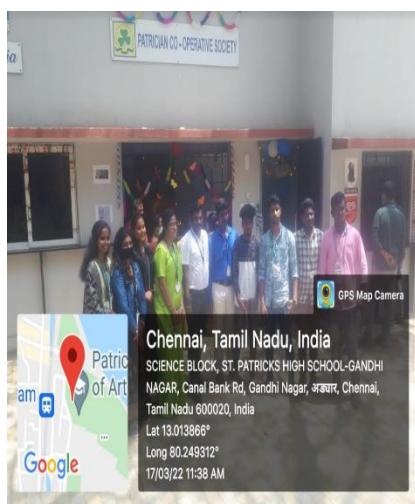 PATRICIAN CO-OPERATIVE SOCIETY
ia
GPS Map Camera
Patric
of Art
am
Google
Chennai, Tamil Nadu, India
SCIENCE BLOCK, ST. PATRICKS HIGH SCHOOL-GANDHI
NAGAR, Canal Bank Rd, Gandhi Nagar, अड्यार, Chennai,
Tamil Nadu 600020, India
Lat 13.013866°
Long 80.249312°
17/03/22 11:38 AM